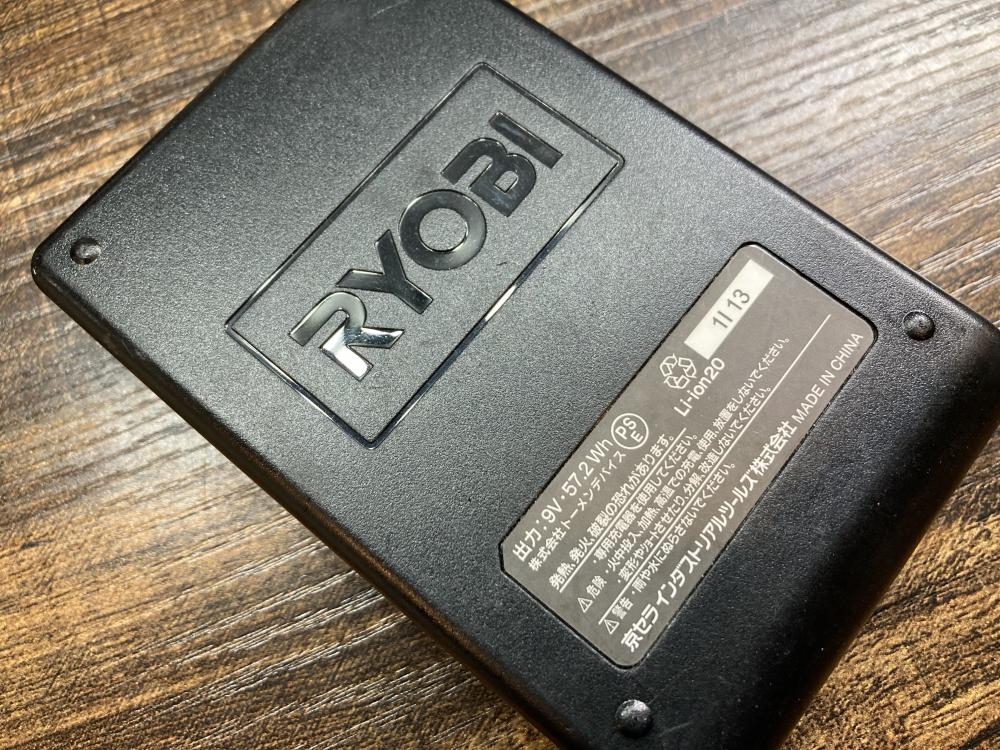 RYOBI
1I 13
Li-ion20
出力:9V・57.2Wh
株式会社トーメンデバイス
PS
E
発熱、発火、破裂の恐れがあります。
⚠危険
・専用充電器を使用してください。
・火中投入、加熱、高温での充電、使用、放置をしないでください。
・変形やショートさせたり、分解、改造しないでください。
⚠警告・雨や水にぬらさないでください。
京セラインダストリアルツールズ株式会社 MADE IN CHINA